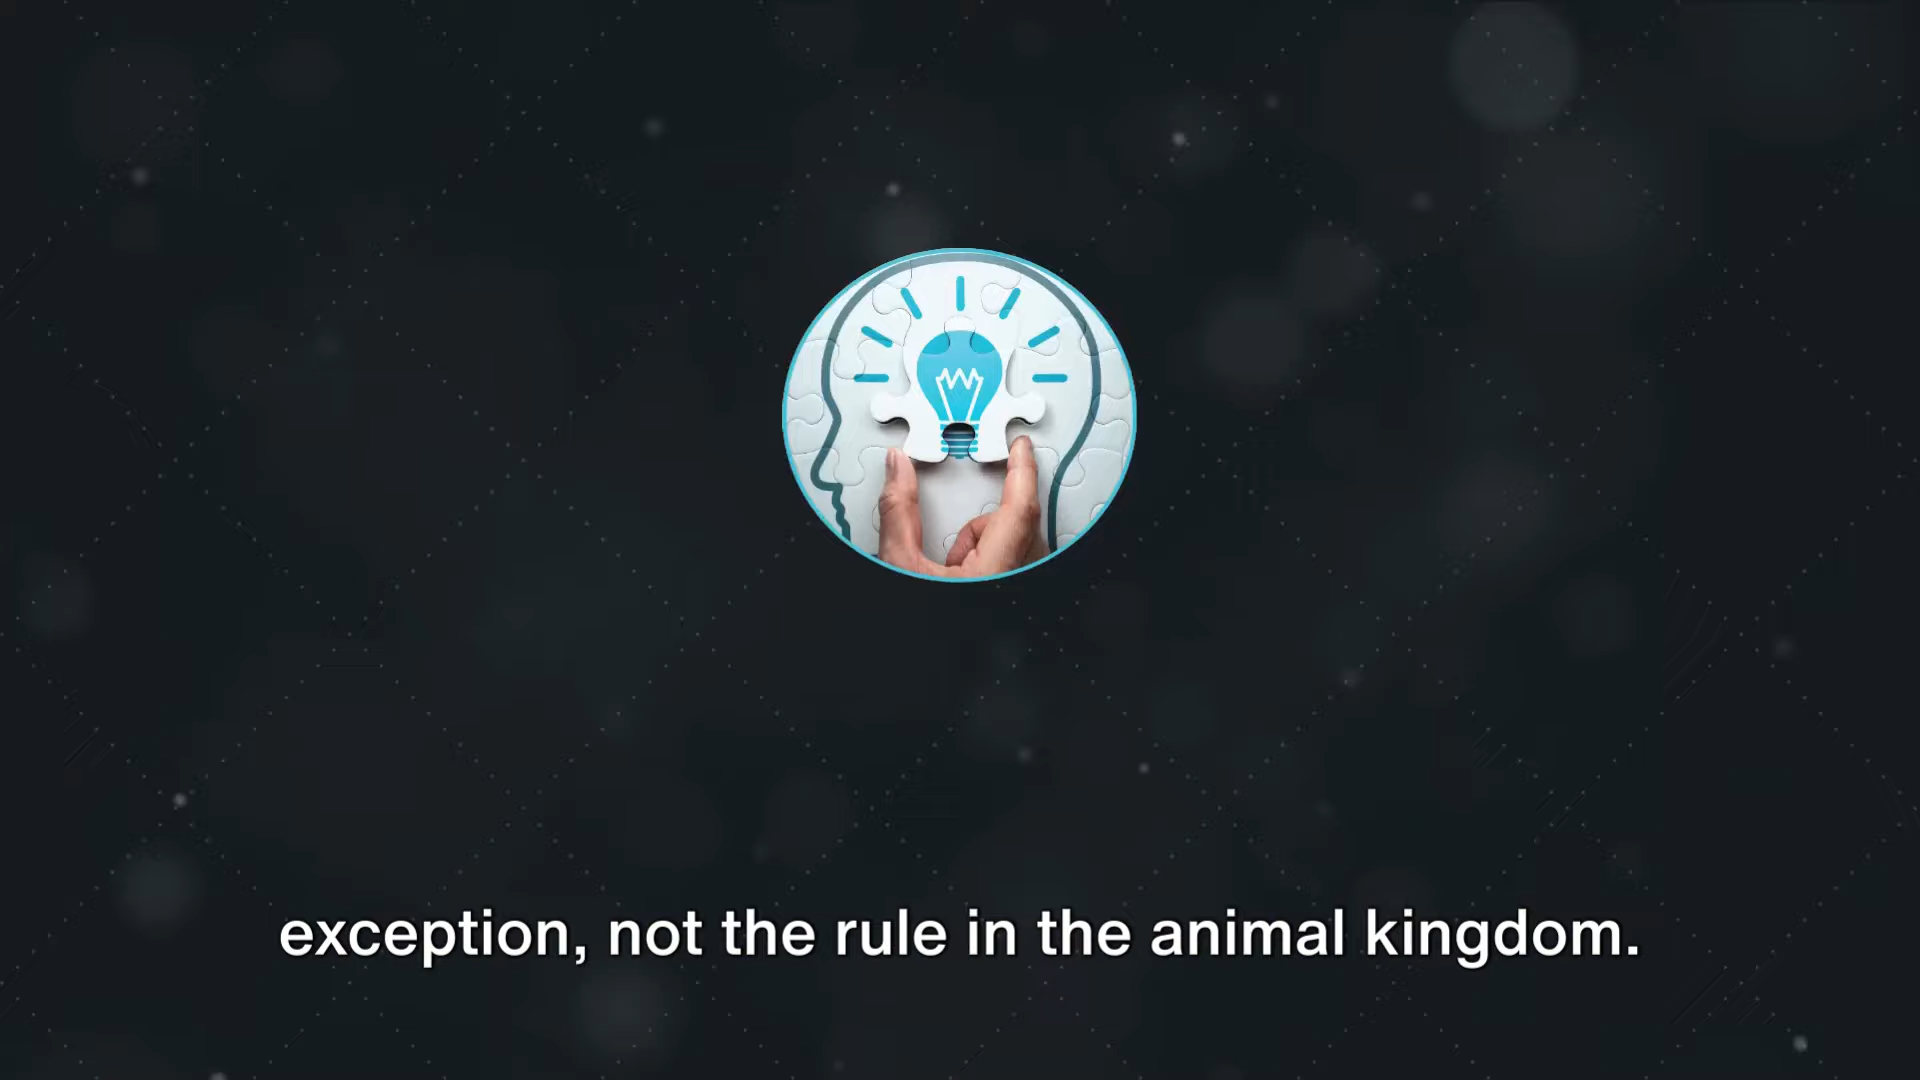 exception, not the rule in the animal kingdom.